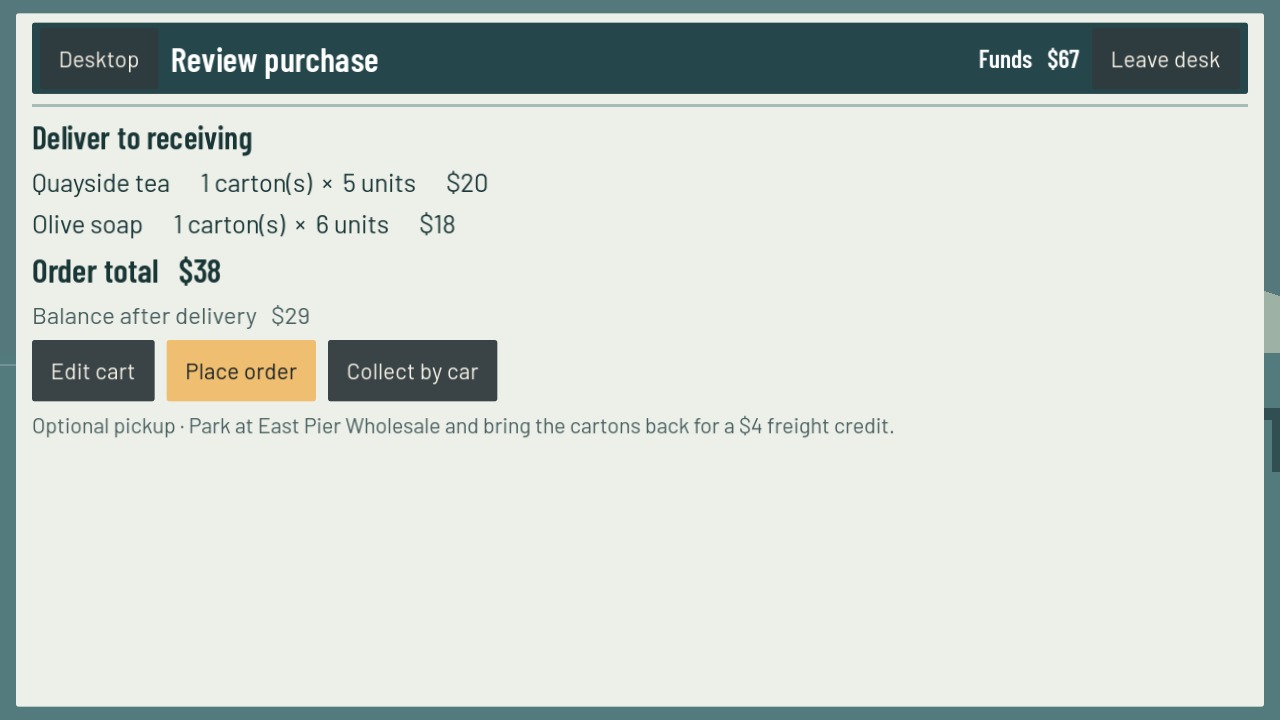 Desktop Review purchase Funds $67 Leave desk
Deliver to receiving
Quayside tea 1 carton(s) × 5 units $20
Olive soap 1 carton(s) × 6 units $18
Order total $38
Balance after delivery $29
Edit cart Place order Collect by car
Optional pickup · Park at East Pier Wholesale and bring the cartons back for a $4 freight credit.